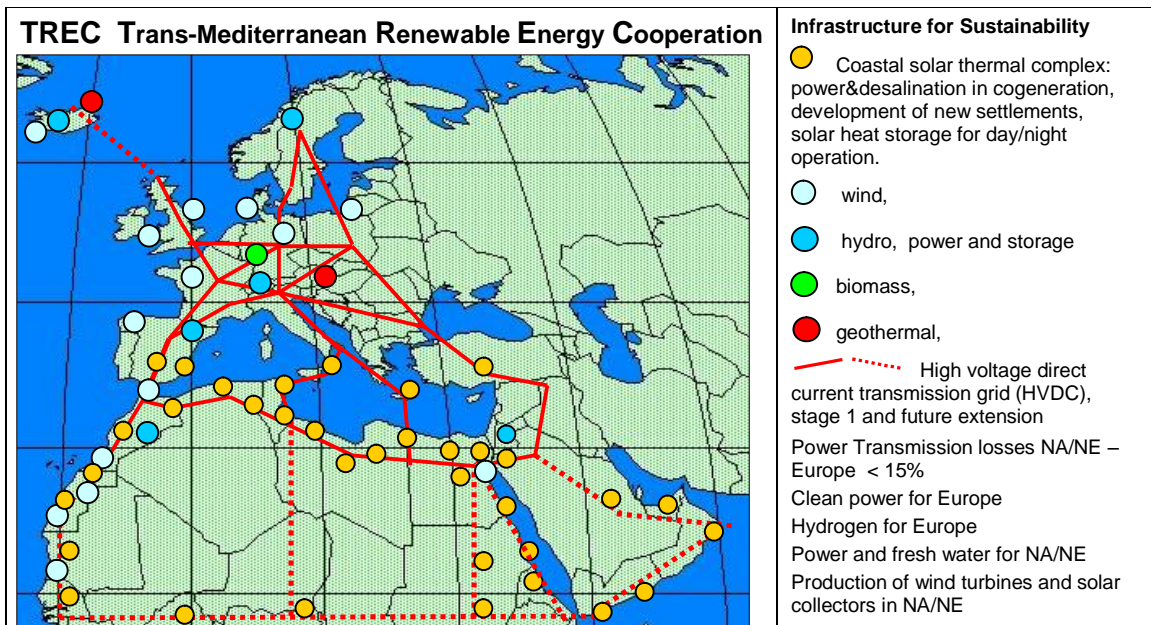 TREC Trans-Mediterranean Renewable Energy Cooperation
Infrastructure for Sustainability
Coastal solar thermal complex:
power&desalination in cogeneration,
development of new settlements,
solar heat storage for day/night
operation.
wind,
hydro, power and storage
biomass,
geothermal,
High voltage direct
current transmission grid (HVDC),
stage 1 and future extension
Power Transmission losses NA/NE –
Europe < 15%
Clean power for Europe
Hydrogen for Europe
Power and fresh water for NA/NE
Production of wind turbines and solar
collectors in NA/NE